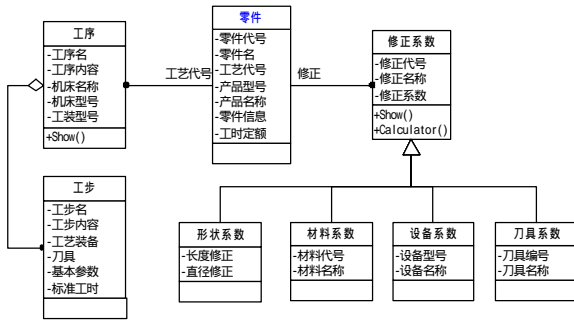 工序
-工序名
-工序内容
-机床名称
-机床型号
-工装型号
+Show()
工艺代号
零件
-零件代号
-零件名
-工艺代号
-产品型号
-产品名称
-零件信息
-工时定额
修正
修正系数
-修正代号
-修正名称
-修正系数
+Show()
+Calculator()
工步
-工步名
-工步内容
-工艺装备
-刀具
-基本参数
-标准工时
形状系数
-长度修正
-直径修正
材料系数
-材料代号
-材料名称
设备系数
-设备型号
-设备名称
刀具系数
-刀具编号
-刀具名称